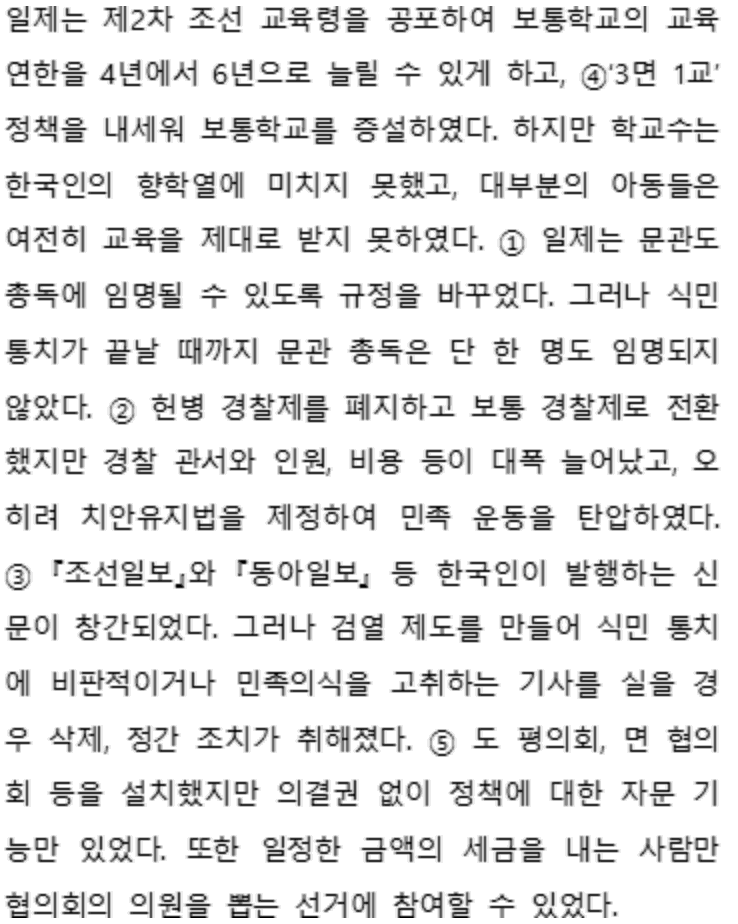 일제는 제2차 조선 교육령을 공포하여 보통학교의 교육
연한을 4년에서 6년으로 늘릴 수 있게 하고, ④'3면 1교'
정책을 내세워 보통학교를 증설하였다. 하지만 학교수는
한국인의 향학열에 미치지 못했고, 대부분의 아동들은
여전히 교육을 제대로 받지 못하였다. ① 일제는 문관도
총독에 임명될 수 있도록 규정을 바꾸었다. 그러나 식민
통치가 끝날 때까지 문관 총독은 단 한 명도 임명되지
않았다. ② 헌병 경찰제를 폐지하고 보통 경찰제로 전환
했지만 경찰 관서와 인원, 비용 등이 대폭 늘어났고, 오
히려 치안유지법을 제정하여 민족 운동을 탄압하였다.
③ 『조선일보』와 『동아일보』 등 한국인이 발행하는 신
문이 창간되었다. 그러나 검열 제도를 만들어 식민 통치
에 비판적이거나 민족의식을 고취하는 기사를 실을 경
우 삭제, 정간 조치가 취해졌다. ⑤ 도 평의회, 면 협의
회 등을 설치했지만 의결권 없이 정책에 대한 자문 기
능만 있었다. 또한 일정한 금액의 세금을 내는 사람만
협의회의 의원을 뽑는 선거에 참여할 수 있었다.